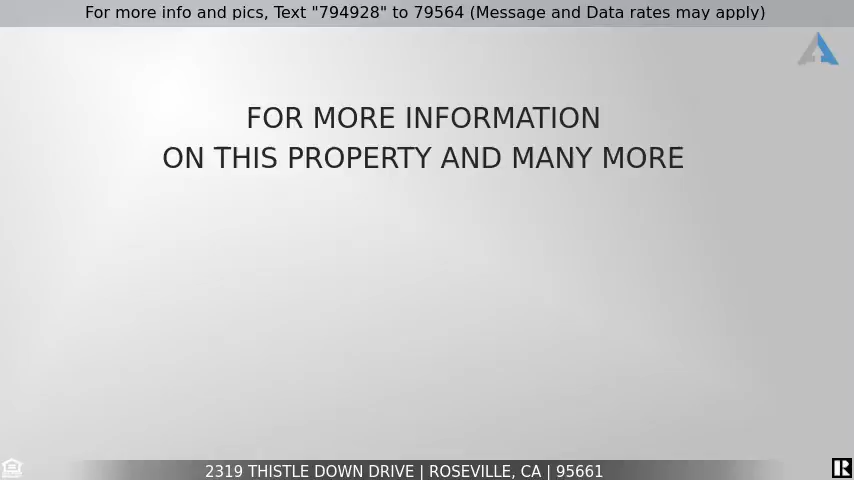 For more info and pics, Text "794928" to 79564 (Message and Data rates may apply)
FOR MORE INFORMATION
ON THIS PROPERTY AND MANY MORE
2319 THISTLE DOWN DRIVE | ROSEVILLE, CA | 95661